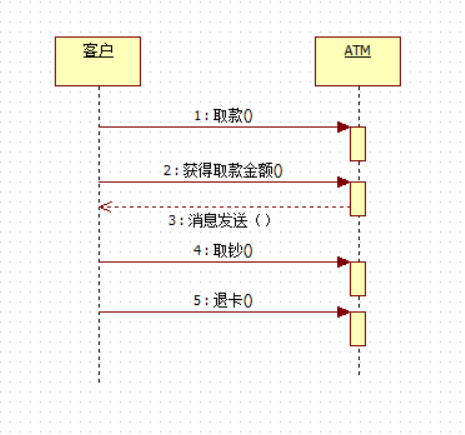 客户
ATM
1:取款()
2:获得取款金额()
3:消息发送（）
4:取钞()
5:退卡()